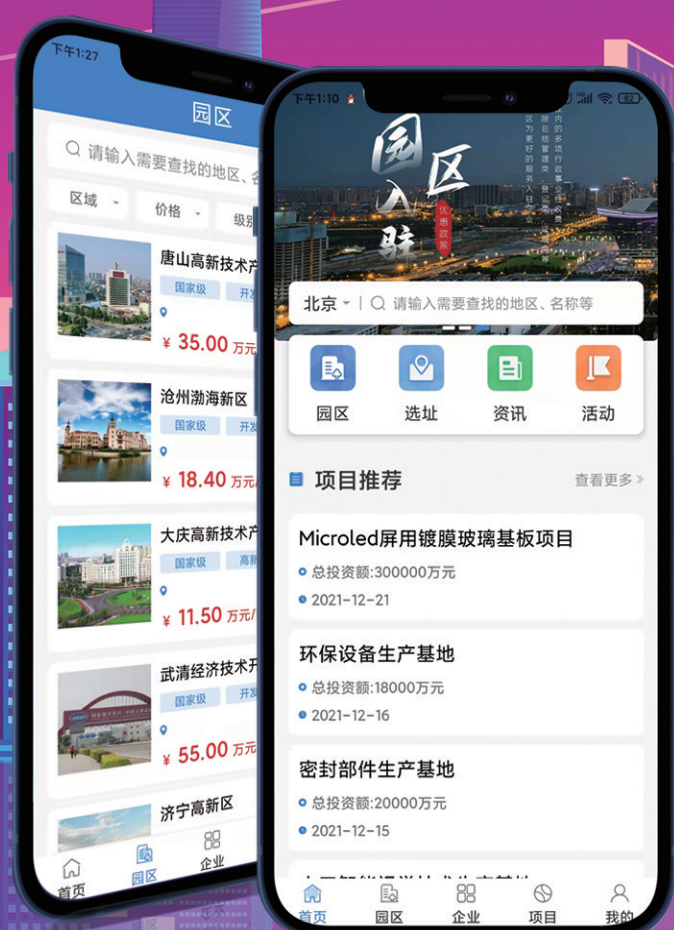 下午1:27
园区
请输入需要查找的地区、
区域
价格
级别
唐山高新技术产
国家级
¥ 35.00 万元
沧州渤海新区
国家级
¥ 18.40 万元/
大庆高新技术产
国家级
高新
¥ 11.50 万元/
武清经济技术开
国家级
¥ 55.00 万元
济宁高新区
首页
园区
企业
下午1:10
82
园区
入驻
优惠政策
北京
请输入需要查找的地区、名称等
园区
选址
资讯
活动
项目推荐
查看更多
Microled屏用镀膜玻璃基板项目
总投资额:300000万元
2021-12-21
环保设备生产基地
总投资额:18000万元
2021-12-16
密封部件生产基地
总投资额:20000万元
2021-12-15
首页
园区
企业
项目
我的